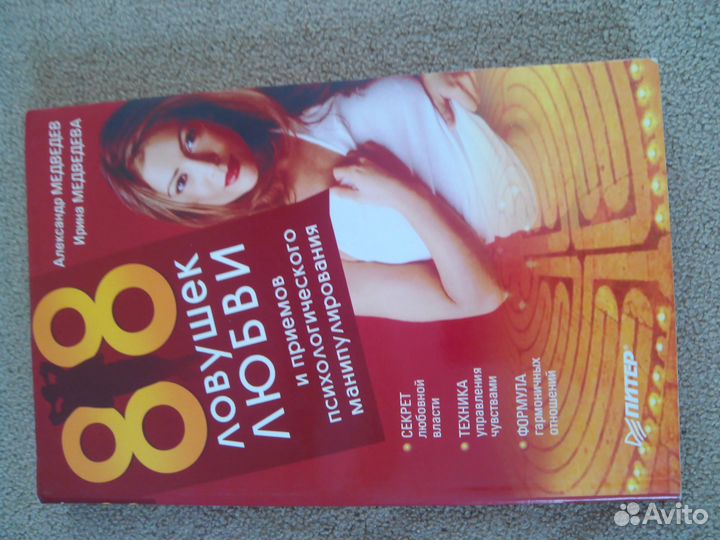 Александр МЕДВЕДЕВ
Ирина МЕДВЕДЕВА
88
ловушек
ЛЮБВИ
и приемов
психологического
манипулирования
• СЕКРЕТ
любовной
власти
• ТЕХНИКА
управления
чувствами
• ФОРМУЛА
гармоничных
отношений
ПИТЕР®
Avito